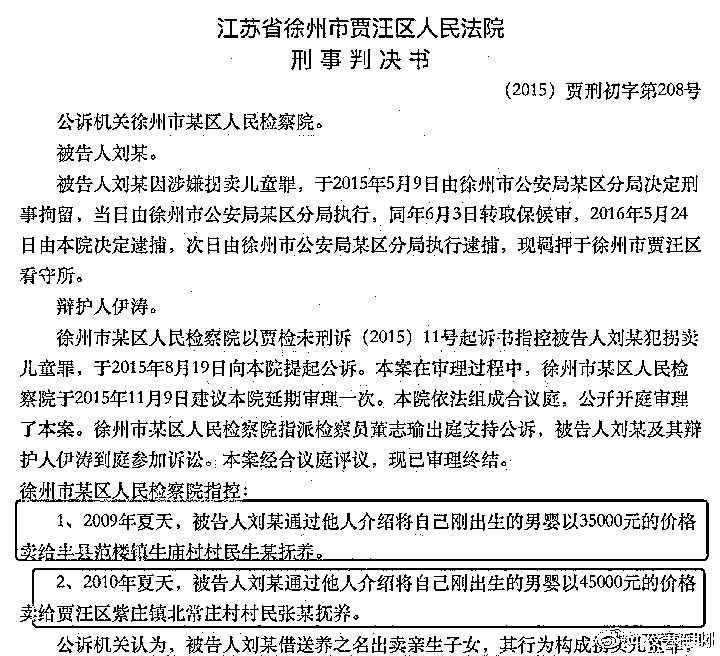 江苏省徐州市贾汪区人民法院
刑事判决书
（2015）贾刑初字第208号
公诉机关徐州市某区人民检察院。
被告人刘某。
被告人刘某因涉嫌拐卖儿童罪，于2015年5月9日由徐州市公安局某区分局决定刑
事拘留，当日由徐州市公安局某区分局执行，同年6月3日转取保候审，2016年5月24
日由本院决定逮捕，次日由徐州市公安局某区分局执行逮捕，现羁押于徐州市贾汪区
看守所。
辩护人伊涛。
徐州市某区人民检察院以贾检未刑诉（2015）11号起诉书指控被告人刘某犯拐卖
儿童罪，于2015年8月19日向本院提起公诉。本案在审理过程中，徐州市某区人民检
察院于2015年11月9日建议本院延期审理一次。本院依法组成合议庭，公开开庭审理
了本案。徐州市某区人民检察院指派检察员董志瑜出庭支持公诉，被告人刘某及其辩
护人伊涛到庭参加诉讼。本案经合议庭评议，现已审理终结。
徐州市某区人民检察院指控：
1、2009年夏天，被告人刘某通过他人介绍将自己刚出生的男婴以35000元的价格
卖给丰县范楼镇牛庙村村民牛某抚养。
2、2010年夏天，被告人刘某通过他人介绍将自己刚出生的男婴以45000元的价格
卖给贾汪区紫庄镇北常庄村村民张某抚养。
公诉机关认为，被告人刘某借送养之名出卖亲生子女，其行为构成拐卖儿童罪，